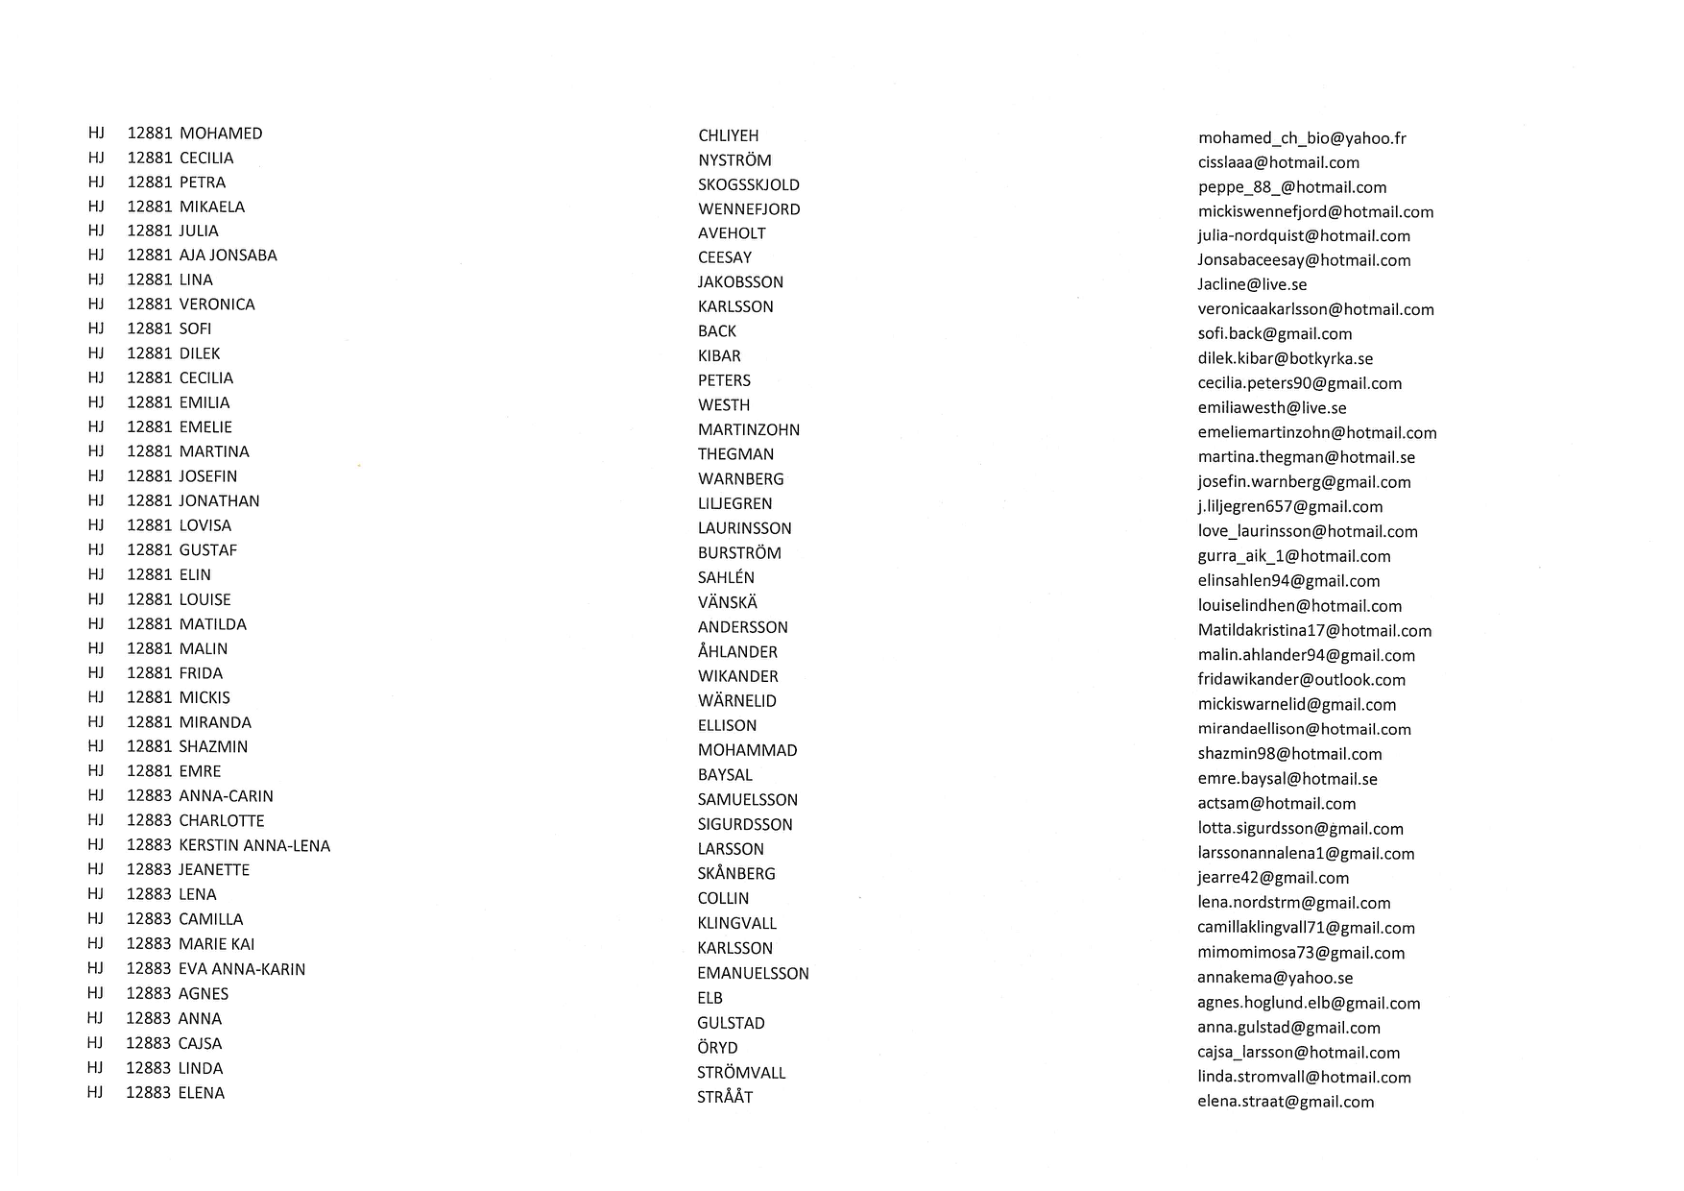 HJ 12881 MOHAMED CHLIYEH mohamed_ch_bio@yahoo.fr
HJ 12881 CECILIA NYSTRÖM cisslaaa@hotmail.com
HJ 12881 PETRA SKOGSSKJOLD peppe_88_@hotmail.com
HJ 12881 MIKAELA WENNEFJORD mickiswennefjord@hotmail.com
HJ 12881 JULIA AVEHOLT julia-nordquist@hotmail.com
HJ 12881 AJA JONSABA CEESAY Jonsabaceesay@hotmail.com
HJ 12881 LINA JAKOBSSON Jacline@live.se
HJ 12881 VERONICA KARLSSON veronicaakarlsson@hotmail.com
HJ 12881 SOFI BACK sofi.back@gmail.com
HJ 12881 DILEK KIBAR dilek.kibar@botkyrka.se
HJ 12881 CECILIA PETERS cecilia.peters90@gmail.com
HJ 12881 EMILIA WESTH emiliawesth@live.se
HJ 12881 EMELIE MARTINZOHN emeliemartinzohn@hotmail.com
HJ 12881 MARTINA THEGMAN martina.thegman@hotmail.se
HJ 12881 JOSEFIN WARNBERG josefin.warnberg@gmail.com
HJ 12881 JONATHAN LILJEGREN j.liljegren657@gmail.com
HJ 12881 LOVISA LAURINSSON love_laurinsson@hotmail.com
HJ 12881 GUSTAF BURSTRÖM gurra_aik_1@hotmail.com
HJ 12881 ELIN SAHLÉN elinsahlen94@gmail.com
HJ 12881 LOUISE VÄNSKÄ louiselindhen@hotmail.com
HJ 12881 MATILDA ANDERSSON Matildakristina17@hotmail.com
HJ 12881 MALIN ÅHLANDER malin.ahlander94@gmail.com
HJ 12881 FRIDA WIKANDER fridawikander@outlook.com
HJ 12881 MICKIS WÄRNELID mickiswarnelid@gmail.com
HJ 12881 MIRANDA ELLISON mirandaellison@hotmail.com
HJ 12881 SHAZMIN MOHAMMAD shazmin98@hotmail.com
HJ 12881 EMRE BAYSAL emre.baysal@hotmail.se
HJ 12883 ANNA-CARIN SAMUELSSON actsam@hotmail.com
HJ 12883 CHARLOTTE SIGURDSSON lotta.sigurdsson@gmail.com
HJ 12883 KERSTIN ANNA-LENA LARSSON larssonannalena1@gmail.com
HJ 12883 JEANETTE SKÅNBERG jearre42@gmail.com
HJ 12883 LENA COLLIN lena.nordstrm@gmail.com
HJ 12883 CAMILLA KLINGVALL camillaklingvall71@gmail.com
HJ 12883 MARIE KAI KARLSSON mimomimosa73@gmail.com
HJ 12883 EVA ANNA-KARIN EMANUELSSON annakema@yahoo.se
HJ 12883 AGNES ELB agnes.hoglund.elb@gmail.com
HJ 12883 ANNA GULSTAD anna.gulstad@gmail.com
HJ 12883 CAJSA ÖRYD cajsa_larsson@hotmail.com
HJ 12883 LINDA STRÖMVALL linda.stromvall@hotmail.com
HJ 12883 ELENA STRÅÅT elena.straat@gmail.com